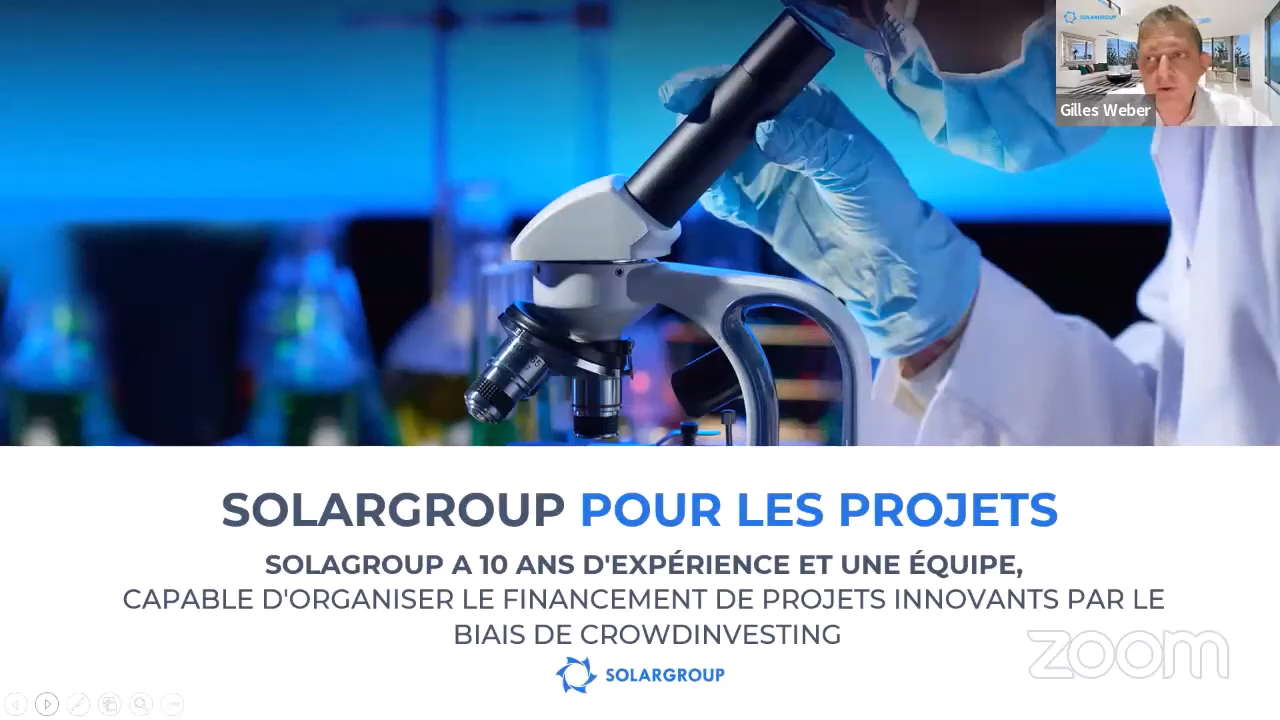 SOLARGROUP
Gilles Weber
SOLARGROUP POUR LES PROJETS
SOLAGROUP A 10 ANS D'EXPÉRIENCE ET UNE ÉQUIPE,
CAPABLE D'ORGANISER LE FINANCEMENT DE PROJETS INNOVANTS PAR LE
BIAIS DE CROWDINVESTING
zoom
SOLARGROUP